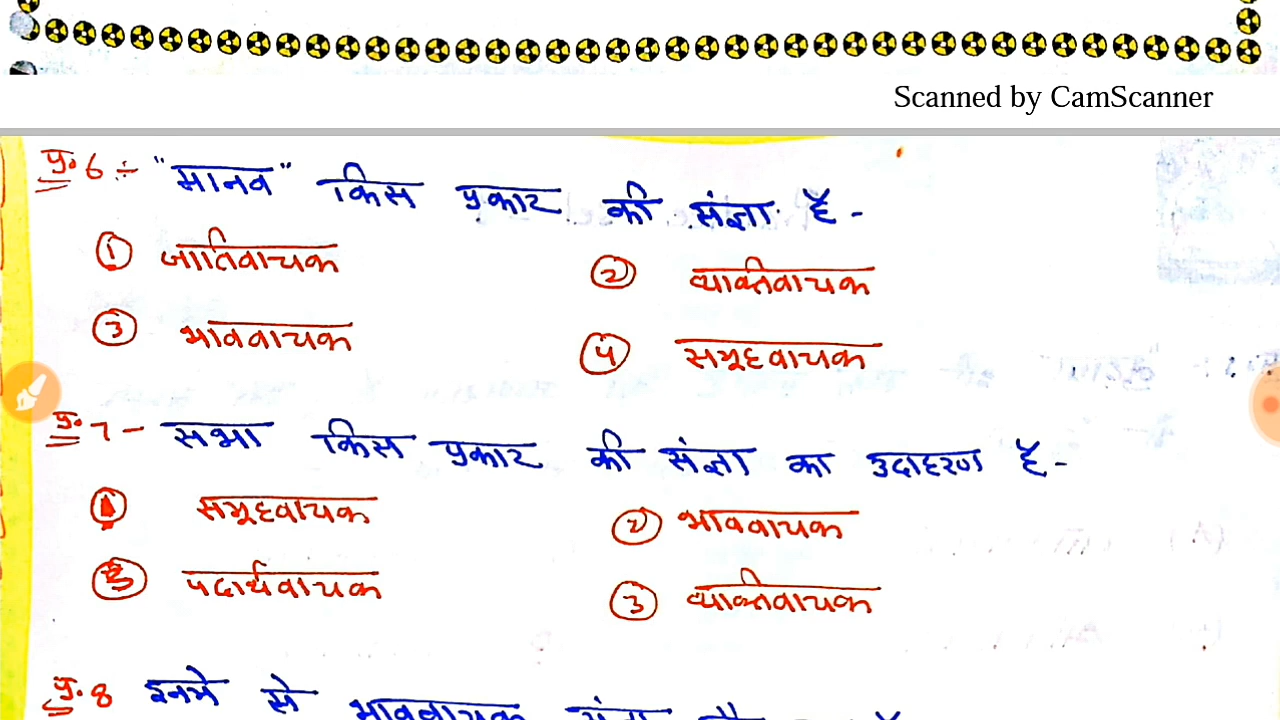 Scanned by CamScanner
प्र.6 ÷ "मानव" किस प्रकार की संज्ञा है -
① जातिवाचक ② व्यक्तिवाचक
③ भाववाचक ④ समूहवाचक
प्र.7 - सभा किस प्रकार की संज्ञा का उदाहरण है -
① समूहवाचक ② भाववाचक
③ पदार्थवाचक ③ व्यक्तिवाचक
प्र.8 इनमे से भाववाचक संज्ञा